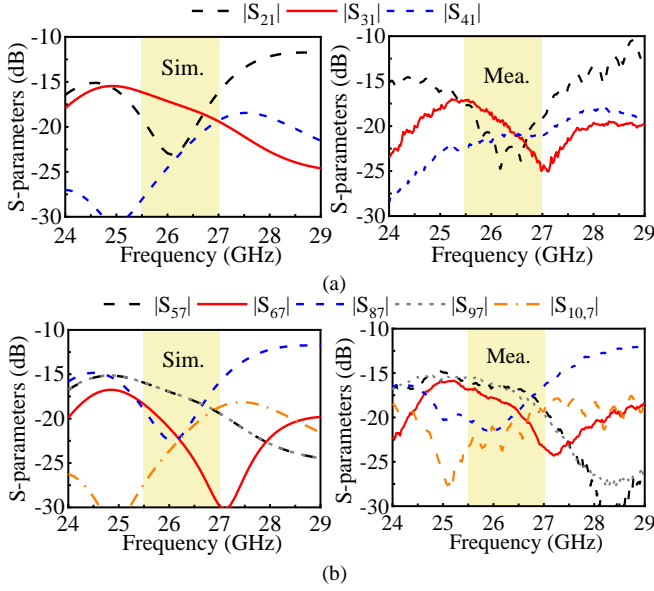 |S21| |S31| |S41|
-10
-15
-20
-25
-30
S-parameters (dB)
Sim.
24 25 26 27 28 29
Frequency (GHz)
-10
-15
-20
-25
-30
S-parameters (dB)
Mea.
24 25 26 27 28 29
Frequency (GHz)
(a)
|S57| |S67| |S87| |S97| |S10,7|
-10
-15
-20
-25
-30
S-parameters (dB)
Sim.
24 25 26 27 28 29
Frequency (GHz)
-10
-15
-20
-25
-30
S-parameters (dB)
Mea.
24 25 26 27 28 29
Frequency (GHz)
(b)